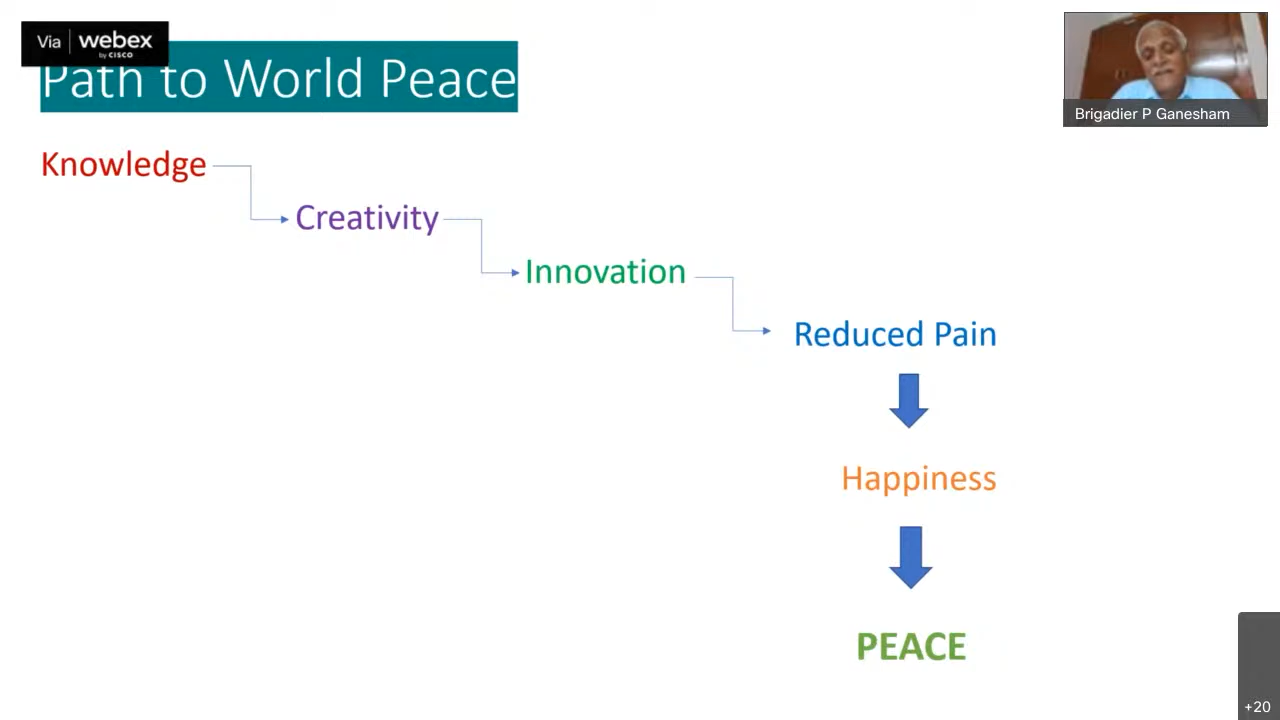 Via webex
by CISCO
Path to World Peace
Brigadier P Ganesham
Knowledge
Creativity
Innovation
Reduced Pain
Happiness
PEACE
+20